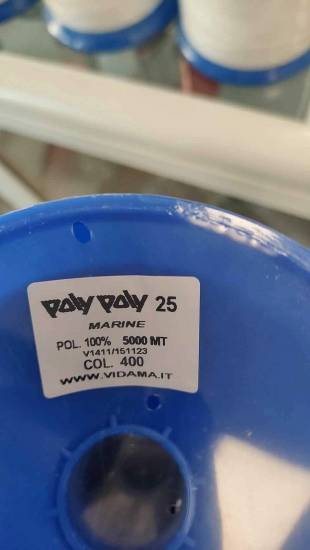 Poly Poly 25
MARINE
POL. 100% 5000 MT
V1411/151123
COL. 400
WWW.VIDAMA.IT